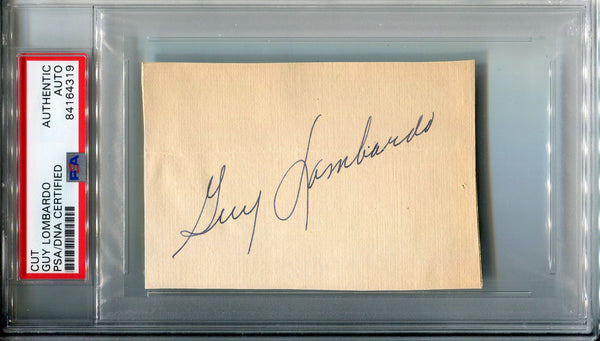 CUT
GUY LOMBARDO
PSA/DNA CERTIFIED
PSA
AUTHENTIC
AUTO
84164319
Guy Lombardo